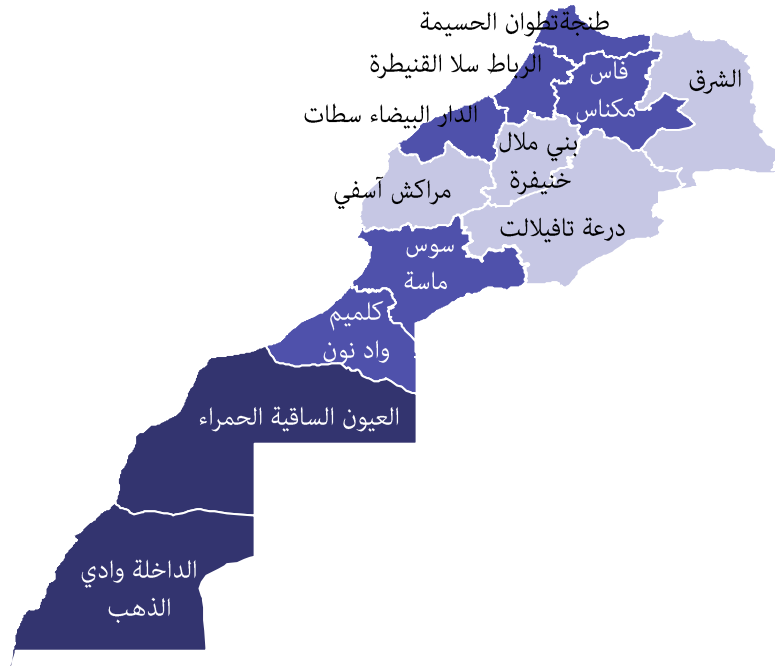 طنجةتطوان الحسيمة
الرباط سلا القنيطرة
فاس
مكناس
الشرق
الدار البيضاء سطات
بني ملال
خنيفرة
مراكش آسفي
درعة تافيلالت
سوس
ماسة
كلميم
واد نون
العيون الساقية الحمراء
الداخلة وادي
الذهب